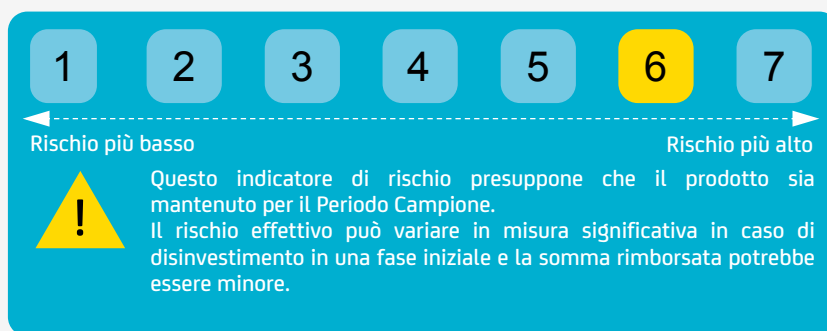 1 2 3 4 5 6 7
Rischio più basso Rischio più alto
!
Questo indicatore di rischio presuppone che il prodotto sia
mantenuto per il Periodo Campione.
Il rischio effettivo può variare in misura significativa in caso di
disinvestimento in una fase iniziale e la somma rimborsata potrebbe
essere minore.